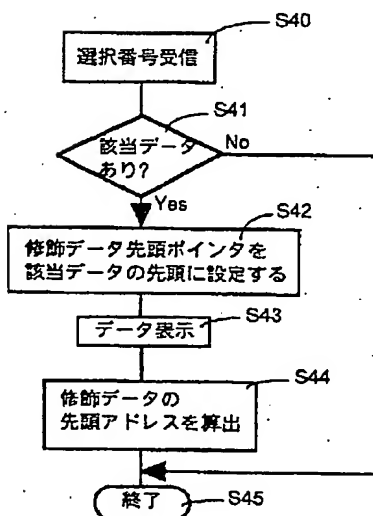 S40
選択番号受信
S41
該当データ
あり?
No
Yes
S42
修飾データ先頭ポインタを
該当データの先頭に設定する
S43
データ表示
S44
修飾データの
先頭アドレスを算出
終了
S45